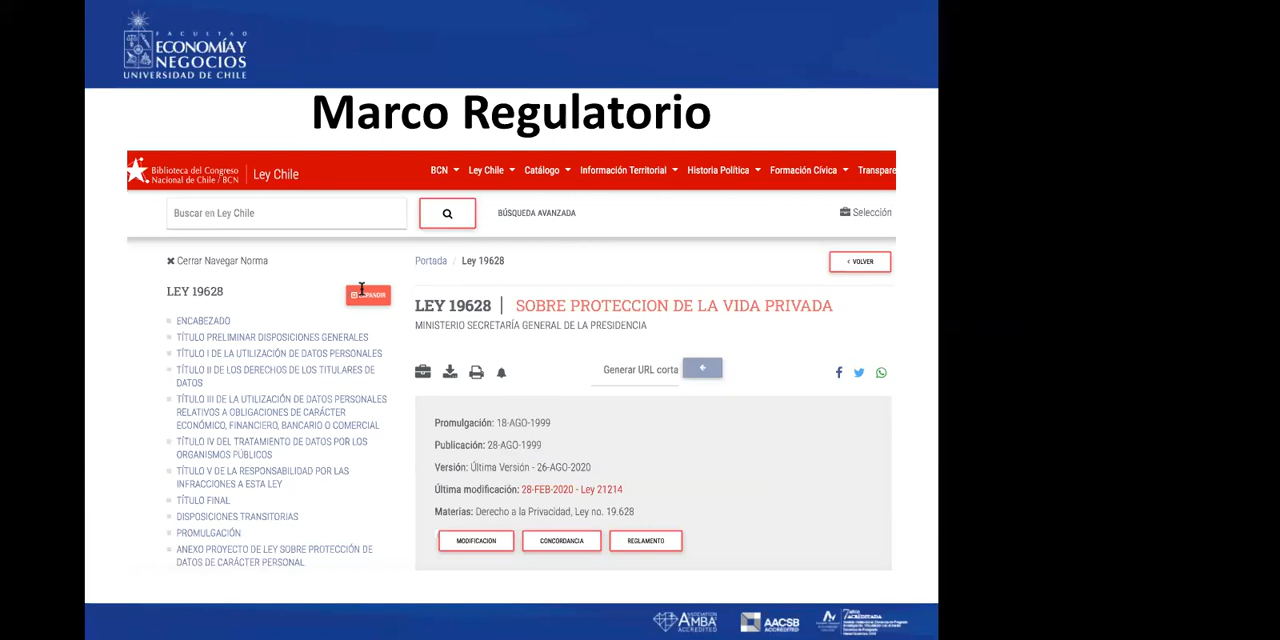 FACULTAD
ECONOMÍA Y
NEGOCIOS
UNIVERSIDAD DE CHILE
Marco Regulatorio
Biblioteca del Congreso
Nacional de Chile / BCN
Ley Chile
BCN
Ley Chile
Catálogo
Información Territorial
Historia Política
Formación Cívica
Transpare
Buscar en Ley Chile
BÚSQUEDA AVANZADA
Selección
Cerrar Navegar Norma
Portada / Ley 19628
VOLVER
LEY 19628
ENCABEZADO
TÍTULO PRELIMINAR DISPOSICIONES GENERALES
TÍTULO I DE LA UTILIZACIÓN DE DATOS PERSONALES
TÍTULO II DE LOS DERECHOS DE LOS TITULARES DE
DATOS
TÍTULO III DE LA UTILIZACIÓN DE DATOS PERSONALES
RELATIVOS A OBLIGACIONES DE CARÁCTER
ECONÓMICO, FINANCIERO, BANCARIO O COMERCIAL
TÍTULO IV DEL TRATAMIENTO DE DATOS POR LOS
ORGANISMOS PÚBLICOS
TÍTULO V DE LA RESPONSABILIDAD POR LAS
INFRACCIONES A ESTA LEY
TÍTULO FINAL
DISPOSICIONES TRANSITORIAS
PROMULGACIÓN
ANEXO PROYECTO DE LEY SOBRE PROTECCIÓN DE
DATOS DE CARÁCTER PERSONAL
LEY 19628 | SOBRE PROTECCION DE LA VIDA PRIVADA
MINISTERIO SECRETARÍA GENERAL DE LA PRESIDENCIA
Generar URL corta
Promulgación: 18-AGO-1999
Publicación: 28-AGO-1999
Versión: Última Versión - 26-AGO-2020
Última modificación: 28-FEB-2020 - Ley 21214
Materias: Derecho a la Privacidad, Ley no. 19.628
MODIFICACIÓN
CONCORDANCIA
REGLAMENTO
ASSOCIATION
AMBA
ACCREDITED
AACSB
ACCREDITED